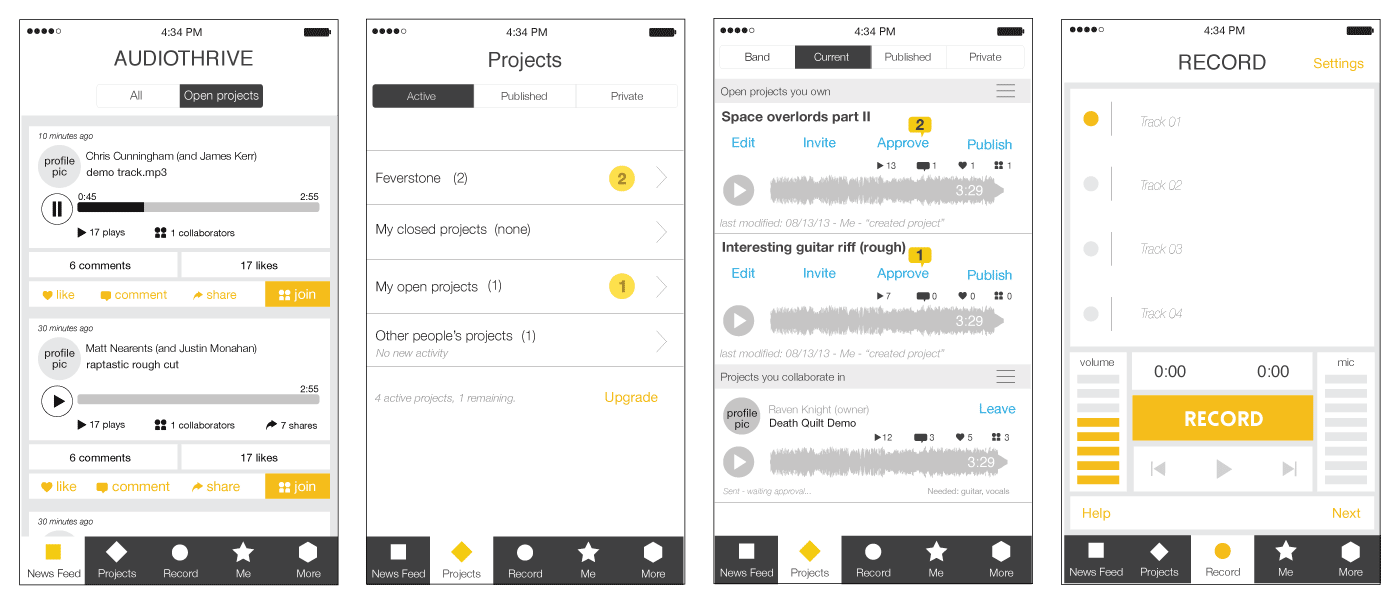 4:34 PM
AUDIOTHRIVE
All Open projects
10 minutes ago
profile pic
Chris Cunningham (and James Kerr)
demo track.mp3
0:45 2:55
17 plays 1 collaborators
6 comments 17 likes
like comment share join
30 minutes ago
profile pic
Matt Nearents (and Justin Monahan)
raptastic rough cut
2:55
17 plays 1 collaborators 7 shares
6 comments 17 likes
like comment share join
30 minutes ago
News Feed Projects Record Me More
4:34 PM
Projects
Active Published Private
Feverstone (2) 2
My closed projects (none)
My open projects (1) 1
Other people's projects (1)
No new activity
4 active projects, 1 remaining. Upgrade
News Feed Projects Record Me More
4:34 PM
Band Current Published Private
Open projects you own
Space overlords part II
2
Edit Invite Approve Publish
13 1 1 1
3:29
last modified: 08/13/13 - Me - “created project”
Interesting guitar riff (rough)
1
Edit Invite Approve Publish
7 0 0 0
3:29
last modified: 08/13/13 - Me - “created project”
Projects you collaborate in
profile pic
Raven Knight (owner) Leave
Death Quilt Demo
12 3 5 3
3:29
Sent - waiting approval... Needed: guitar, vocals
News Feed Projects Record Me More
4:34 PM
RECORD Settings
Track 01
Track 02
Track 03
Track 04
volume 0:00 0:00 mic
RECORD
Help Next
News Feed Projects Record Me More